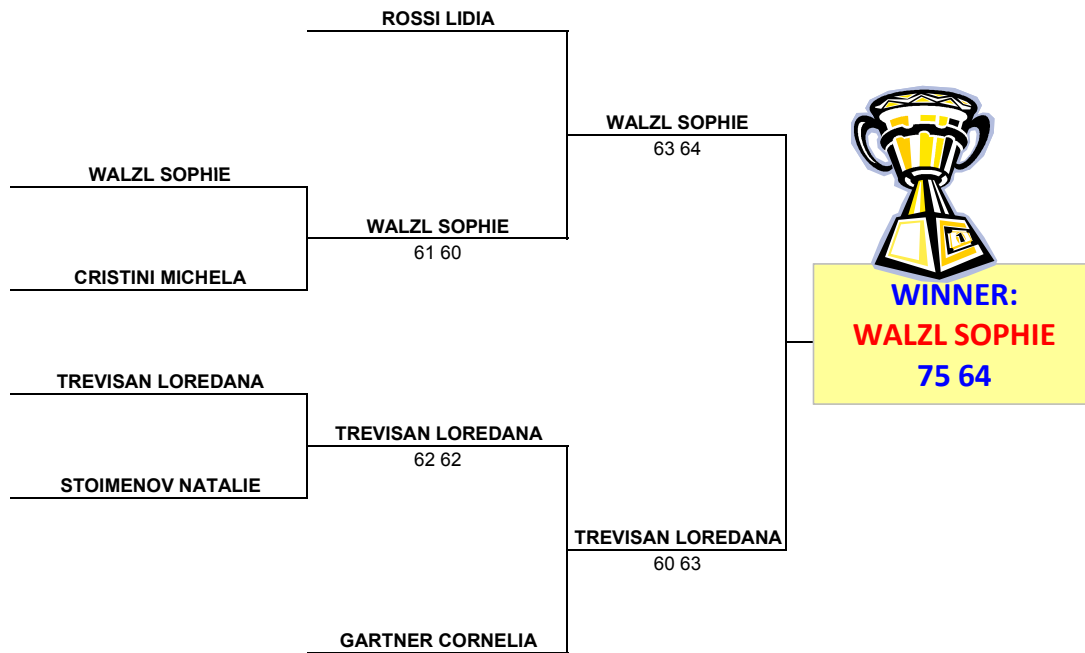 ROSSI LIDIA
WALZL SOPHIE
63 64
WALZL SOPHIE
WALZL SOPHIE
61 60
CRISTINI MICHELA
1
WINNER:
WALZL SOPHIE
75 64
TREVISAN LOREDANA
TREVISAN LOREDANA
62 62
STOIMENOV NATALIE
TREVISAN LOREDANA
60 63
GARTNER CORNELIA